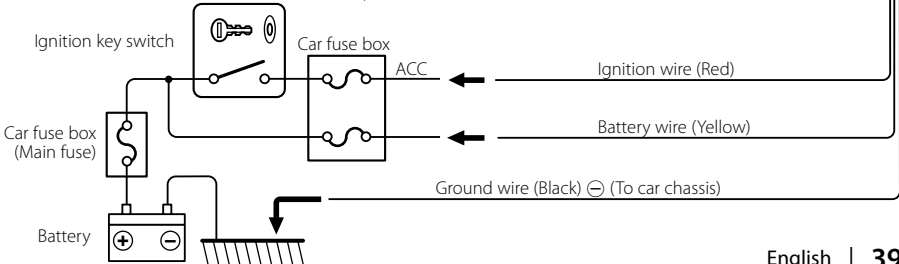 Ignition key switch
Car fuse box
ACC
Ignition wire (Red)
Car fuse box
(Main fuse)
Battery wire (Yellow)
Ground wire (Black) ⊖ (To car chassis)
Battery
+
−
English | 39